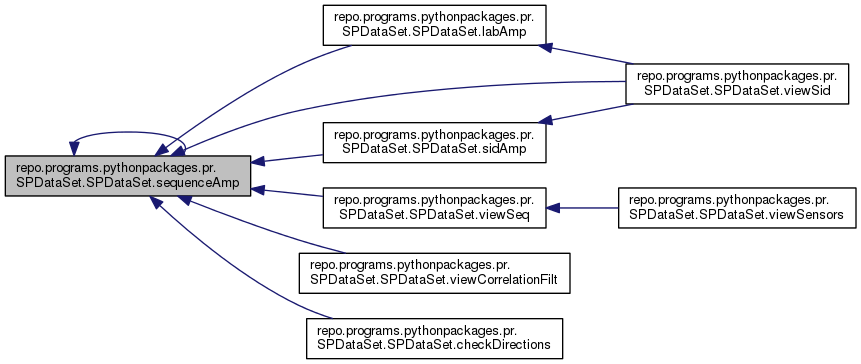 repo.programs.pythonpackages.pr.
SPDataSet.SPDataSet.labAmp
repo.programs.pythonpackages.pr.
SPDataSet.SPDataSet.viewSid
repo.programs.pythonpackages.pr.
SPDataSet.SPDataSet.sidAmp
repo.programs.pythonpackages.pr.
SPDataSet.SPDataSet.sequenceAmp
repo.programs.pythonpackages.pr.
SPDataSet.SPDataSet.viewSeq
repo.programs.pythonpackages.pr.
SPDataSet.SPDataSet.viewSensors
repo.programs.pythonpackages.pr.
SPDataSet.SPDataSet.viewCorrelationFilt
repo.programs.pythonpackages.pr.
SPDataSet.SPDataSet.checkDirections